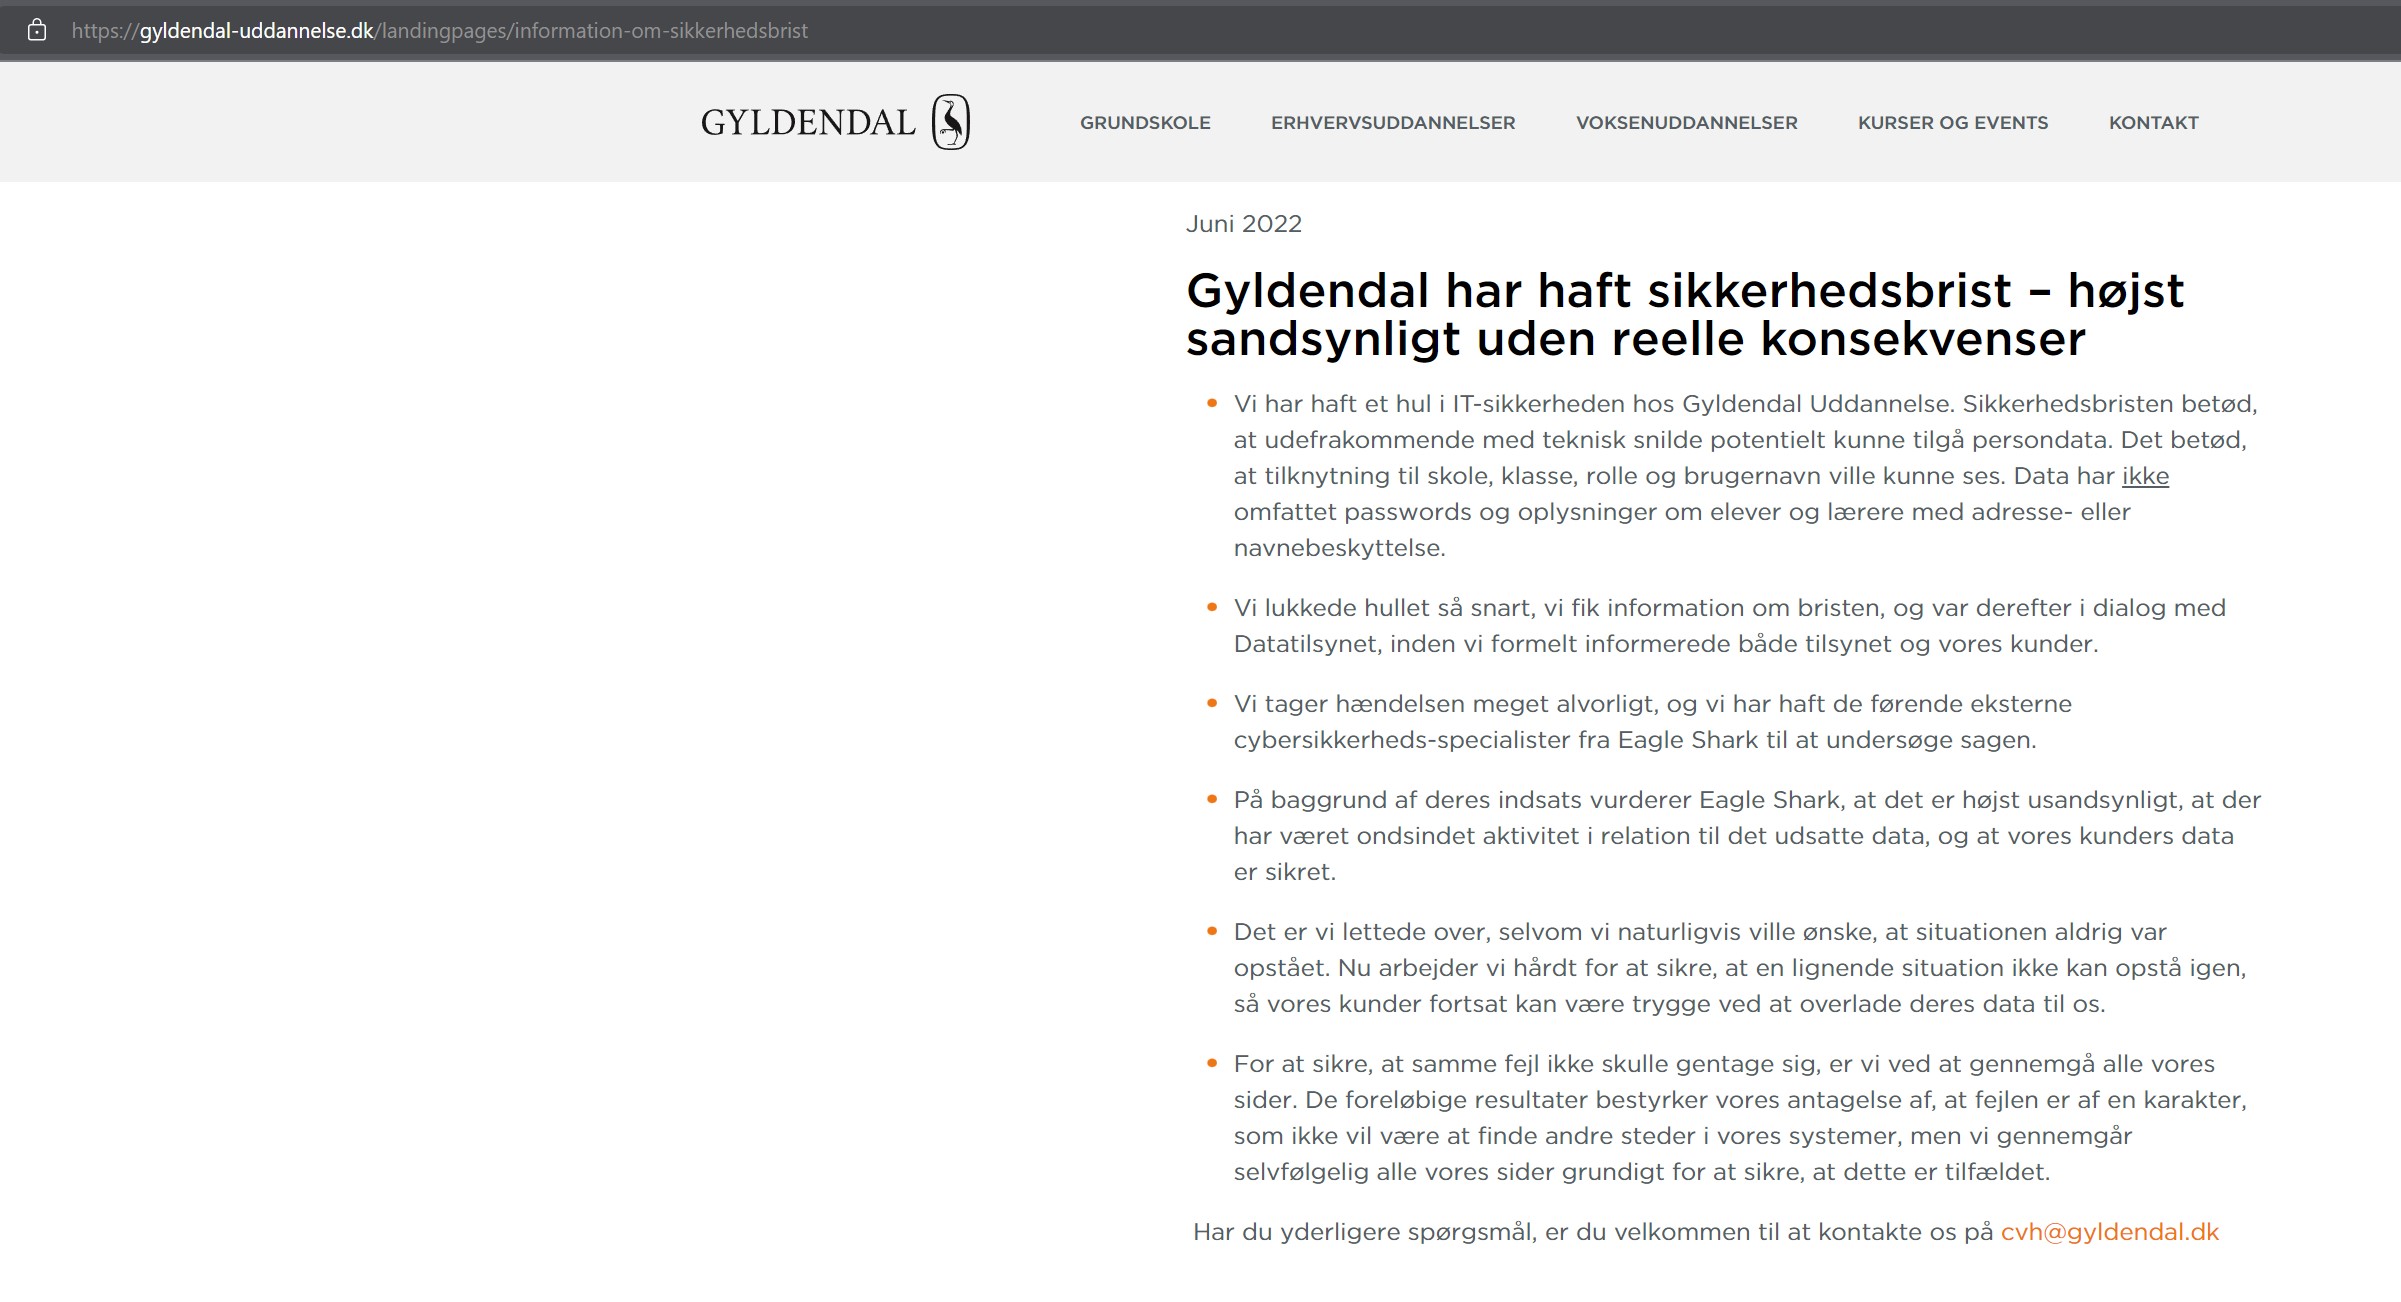 https://gyldendal-uddannelse.dk/landingpages/information-om-sikkerhedsbrist
GYLDENDAL GRUNDSKOLE ERHVERVSUDDANNELSER VOKSENUDDANNELSER KURSER OG EVENTS KONTAKT
Juni 2022
Gyldendal har haft sikkerhedsbrist – højst
sandsynligt uden reelle konsekvenser
• Vi har haft et hul i IT-sikkerheden hos Gyldendal Uddannelse. Sikkerhedsbristen betød,
at udefrakommende med teknisk snilde potentielt kunne tilgå persondata. Det betød,
at tilknytning til skole, klasse, rolle og brugernavn ville kunne ses. Data har ikke
omfattet passwords og oplysninger om elever og lærere med adresse- eller
navnebeskyttelse.
• Vi lukkede hullet så snart, vi fik information om bristen, og var derefter i dialog med
Datatilsynet, inden vi formelt informerede både tilsynet og vores kunder.
• Vi tager hændelsen meget alvorligt, og vi har haft de førende eksterne
cybersikkerheds-specialister fra Eagle Shark til at undersøge sagen.
• På baggrund af deres indsats vurderer Eagle Shark, at det er højst usandsynligt, at der
har været ondsindet aktivitet i relation til det udsatte data, og at vores kunders data
er sikret.
• Det er vi lettede over, selvom vi naturligvis ville ønske, at situationen aldrig var
opstået. Nu arbejder vi hårdt for at sikre, at en lignende situation ikke kan opstå igen,
så vores kunder fortsat kan være trygge ved at overlade deres data til os.
• For at sikre, at samme fejl ikke skulle gentage sig, er vi ved at gennemgå alle vores
sider. De foreløbige resultater bestyrker vores antagelse af, at fejlen er af en karakter,
som ikke vil være at finde andre steder i vores systemer, men vi gennemgår
selvfølgelig alle vores sider grundigt for at sikre, at dette er tilfældet.
Har du yderligere spørgsmål, er du velkommen til at kontakte os på cvh@gyldendal.dk